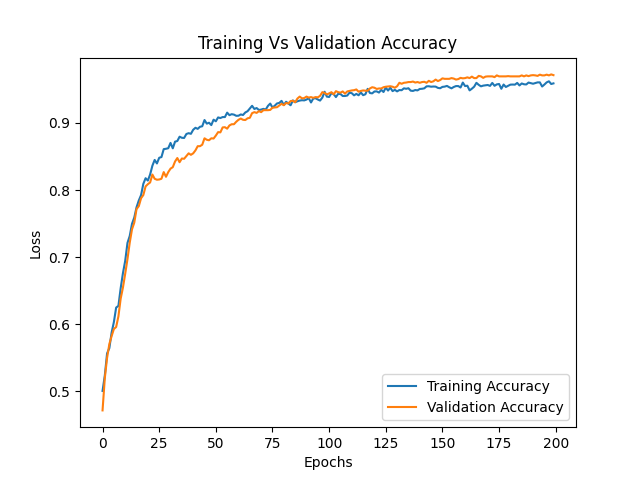 Training Vs Validation Accuracy
Loss
0.9
0.8
0.7
0.6
0.5
Training Accuracy
Validation Accuracy
0 25 50 75 100 125 150 175 200
Epochs